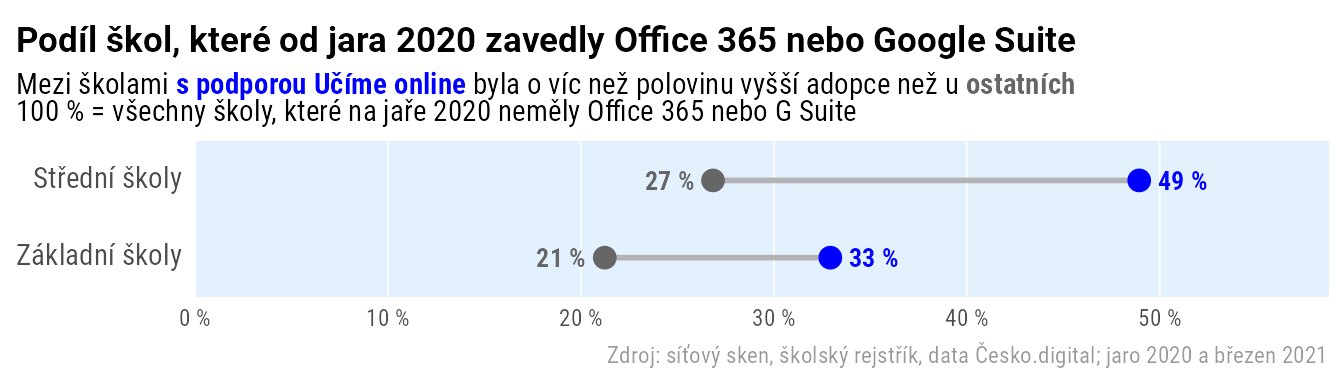 Podíl škol, které od jara 2020 zavedly Office 365 nebo Google Suite
Mezi školami s podporou Učíme online byla o víc než polovinu vyšší adopce než u ostatních
100 % = všechny školy, které na jaře 2020 neměly Office 365 nebo G Suite
Střední školy 27 % 49 %
Základní školy 21 % 33 %
0 % 10 % 20 % 30 % 40 % 50 %
Zdroj: síťový sken, školský rejstřík, data Česko.digital; jaro 2020 a březen 2021